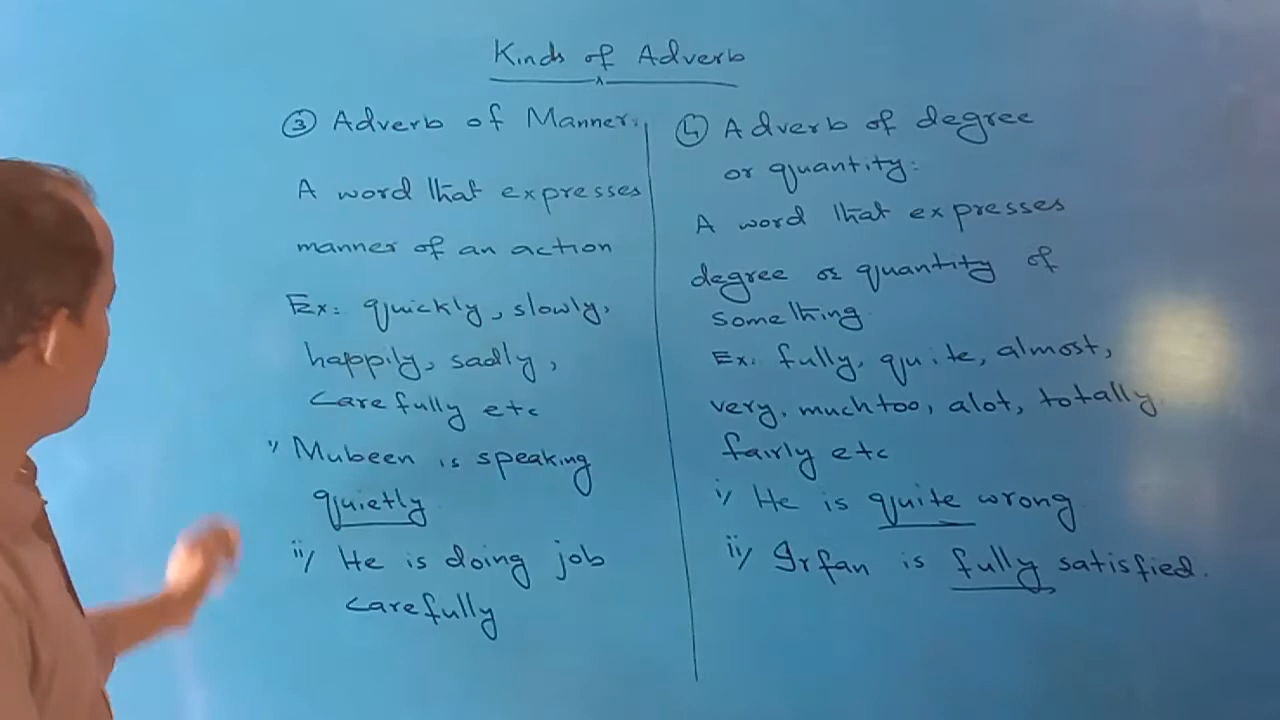 Kinds of Adverb
③ Adverb of Manner:
A word that expresses
manner of an action
Ex: quickly, slowly,
happily, sadly,
carefully etc
i) Mubeen is speaking
quietly
ii) He is doing job
carefully
④ Adverb of degree
or quantity:
A word that expresses
degree or quantity of
something
Ex: fully, quite, almost,
very, much too, alot, totally
fairly etc
i) He is quite wrong
ii) Irfan is fully satisfied.